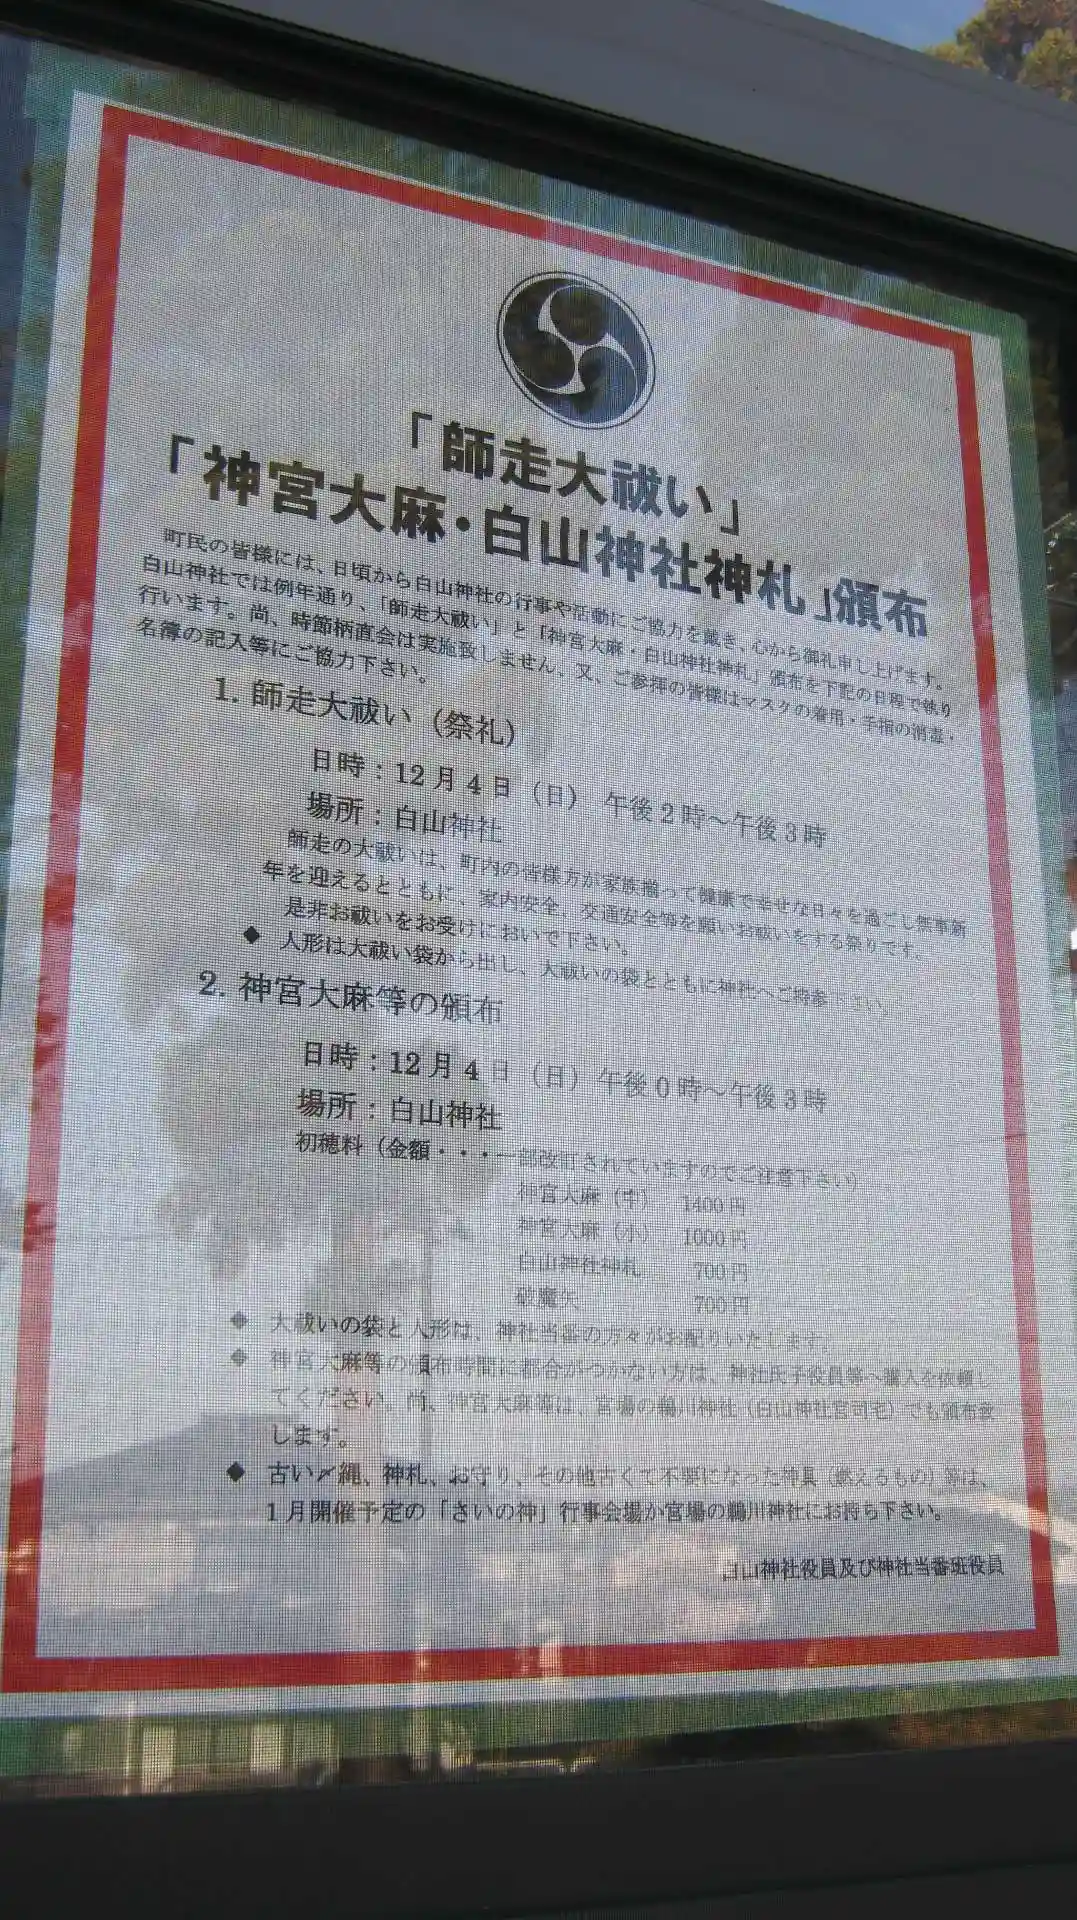 「師走大祓い」
「神宮大麻・白山神社神札」頒布
町民の皆様には、日頃から白山神社の行事や活動にご協力を戴き、心から御礼申し上げます。
白山神社では例年通り、「師走大祓い」と「神宮大麻・白山神社神札」頒布を下記の日程で執り
行います。尚、時節柄直会は実施致しません、又、ご参拝の皆様はマスクの着用・手指の消毒・
名簿の記入等にご協力下さい。
1. 師走大祓い（祭礼）
日時：12月4日（日） 午後2時～午後3時
場所：白山神社
師走の大祓いは、町内の皆様方が家族揃って健康で幸せな日々を過ごし無事新
年を迎えるとともに、家内安全、交通安全等を願いお祓いをする祭りです。
是非お祓いをお受けにおいで下さい。
◆ 人形は大祓い袋から出し、大祓いの袋とともに神社へご持参下さい。
2. 神宮大麻等の頒布
日時：12月4日（日）午後0時～午後3時
場所：白山神社
初穂料（金額・・・一部改訂されていますのでご注意下さい）
神宮大麻（中） 1400円
神宮大麻（小） 1000円
白山神社神札 700円
破魔矢 700円
◆ 大祓いの袋と人形は、神社当番の方々がお配りいたします。
◆ 神宮大麻等の頒布時間に都合がつかない方は、神社氏子役員等へ購入を依頼し
てください。尚、神宮大麻等は、宮場の鵜川神社（白山神社宮司宅）でも頒布致
します。
◆ 古い〆縄、神札、お守り、その他古くて不要になった神具（燃えるもの）等は、
1月開催予定の「さいの神」行事会場か宮場の鵜川神社にお持ち下さい。
白山神社役員及び神社当番班役員